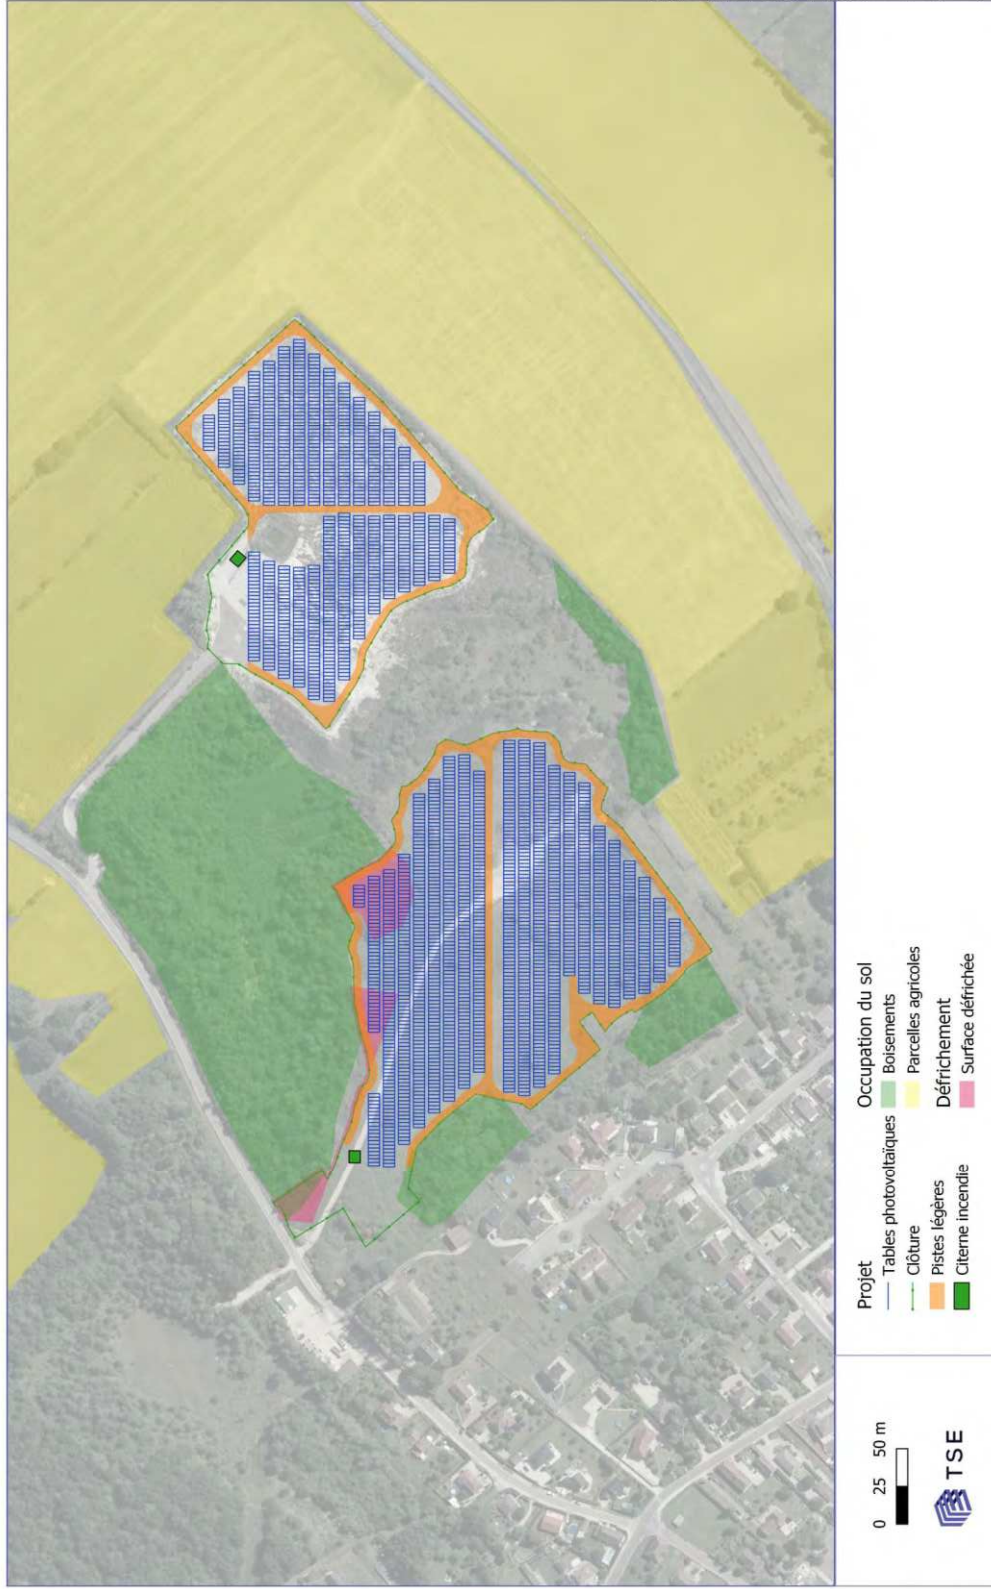 0 25 50 m
TSE
Projet
Tables photovoltaïques
Clôture
Pistes légères
Citerne incendie
Occupation du sol
Boisements
Parcelles agricoles
Défrichement
Surface défrichée